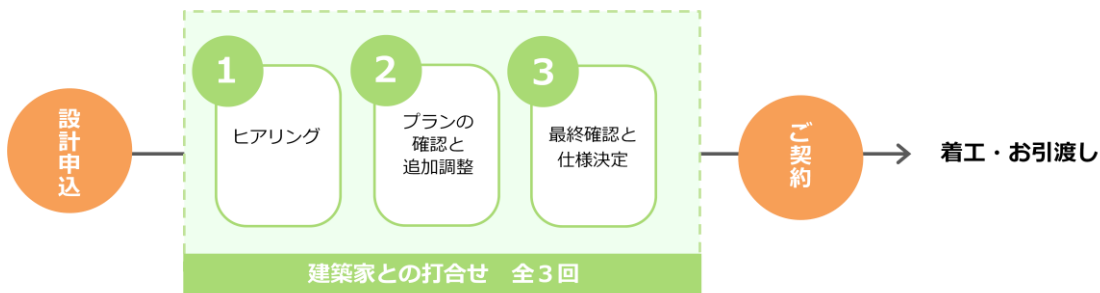 設計申込
1
ヒアリング
2
プランの
確認と
追加調整
3
最終確認と
仕様決定
建築家との打合せ　全３回
ご契約
着工・お引渡し